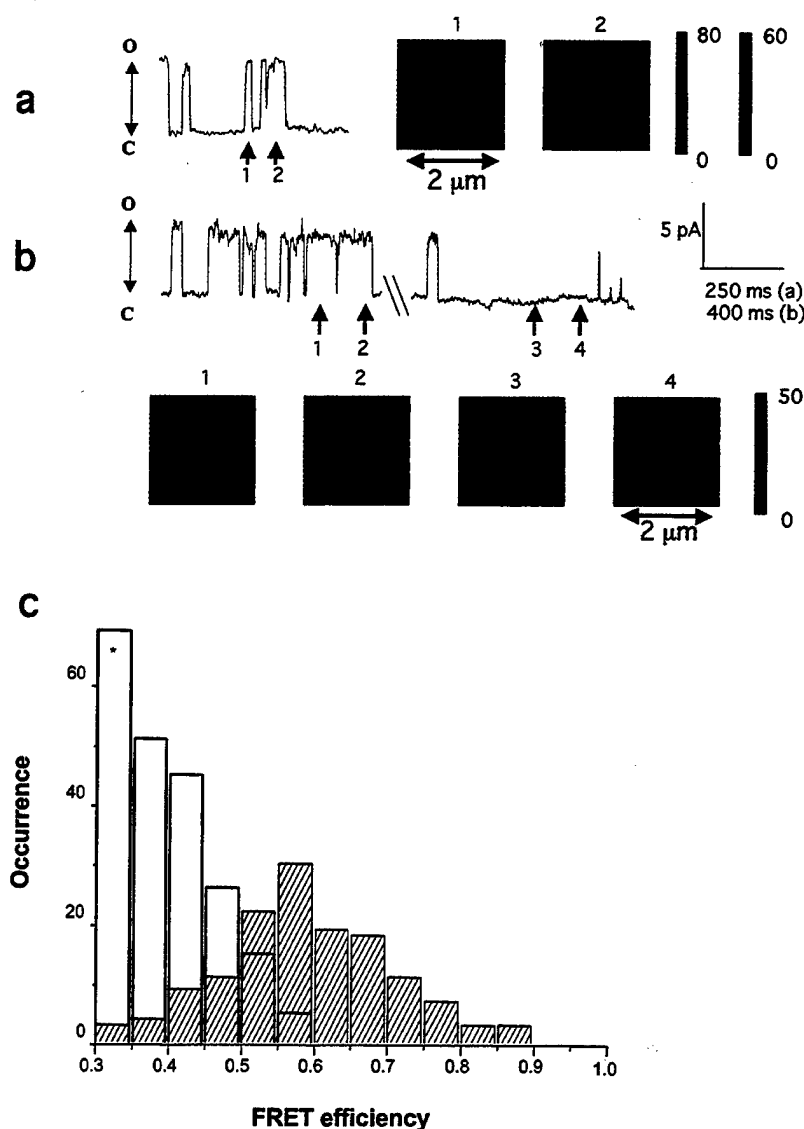 a
O
C
1 2
1 2
2 μm
80 60
0 0
b
O
C
1 2 3 4
5 pA
250 ms (a)
400 ms (b)
1 2 3 4
50
0
2 μm
c
*
Occurrence
60
40
20
0
0.3 0.4 0.5 0.6 0.7 0.8 0.9 1.0
FRET efficiency